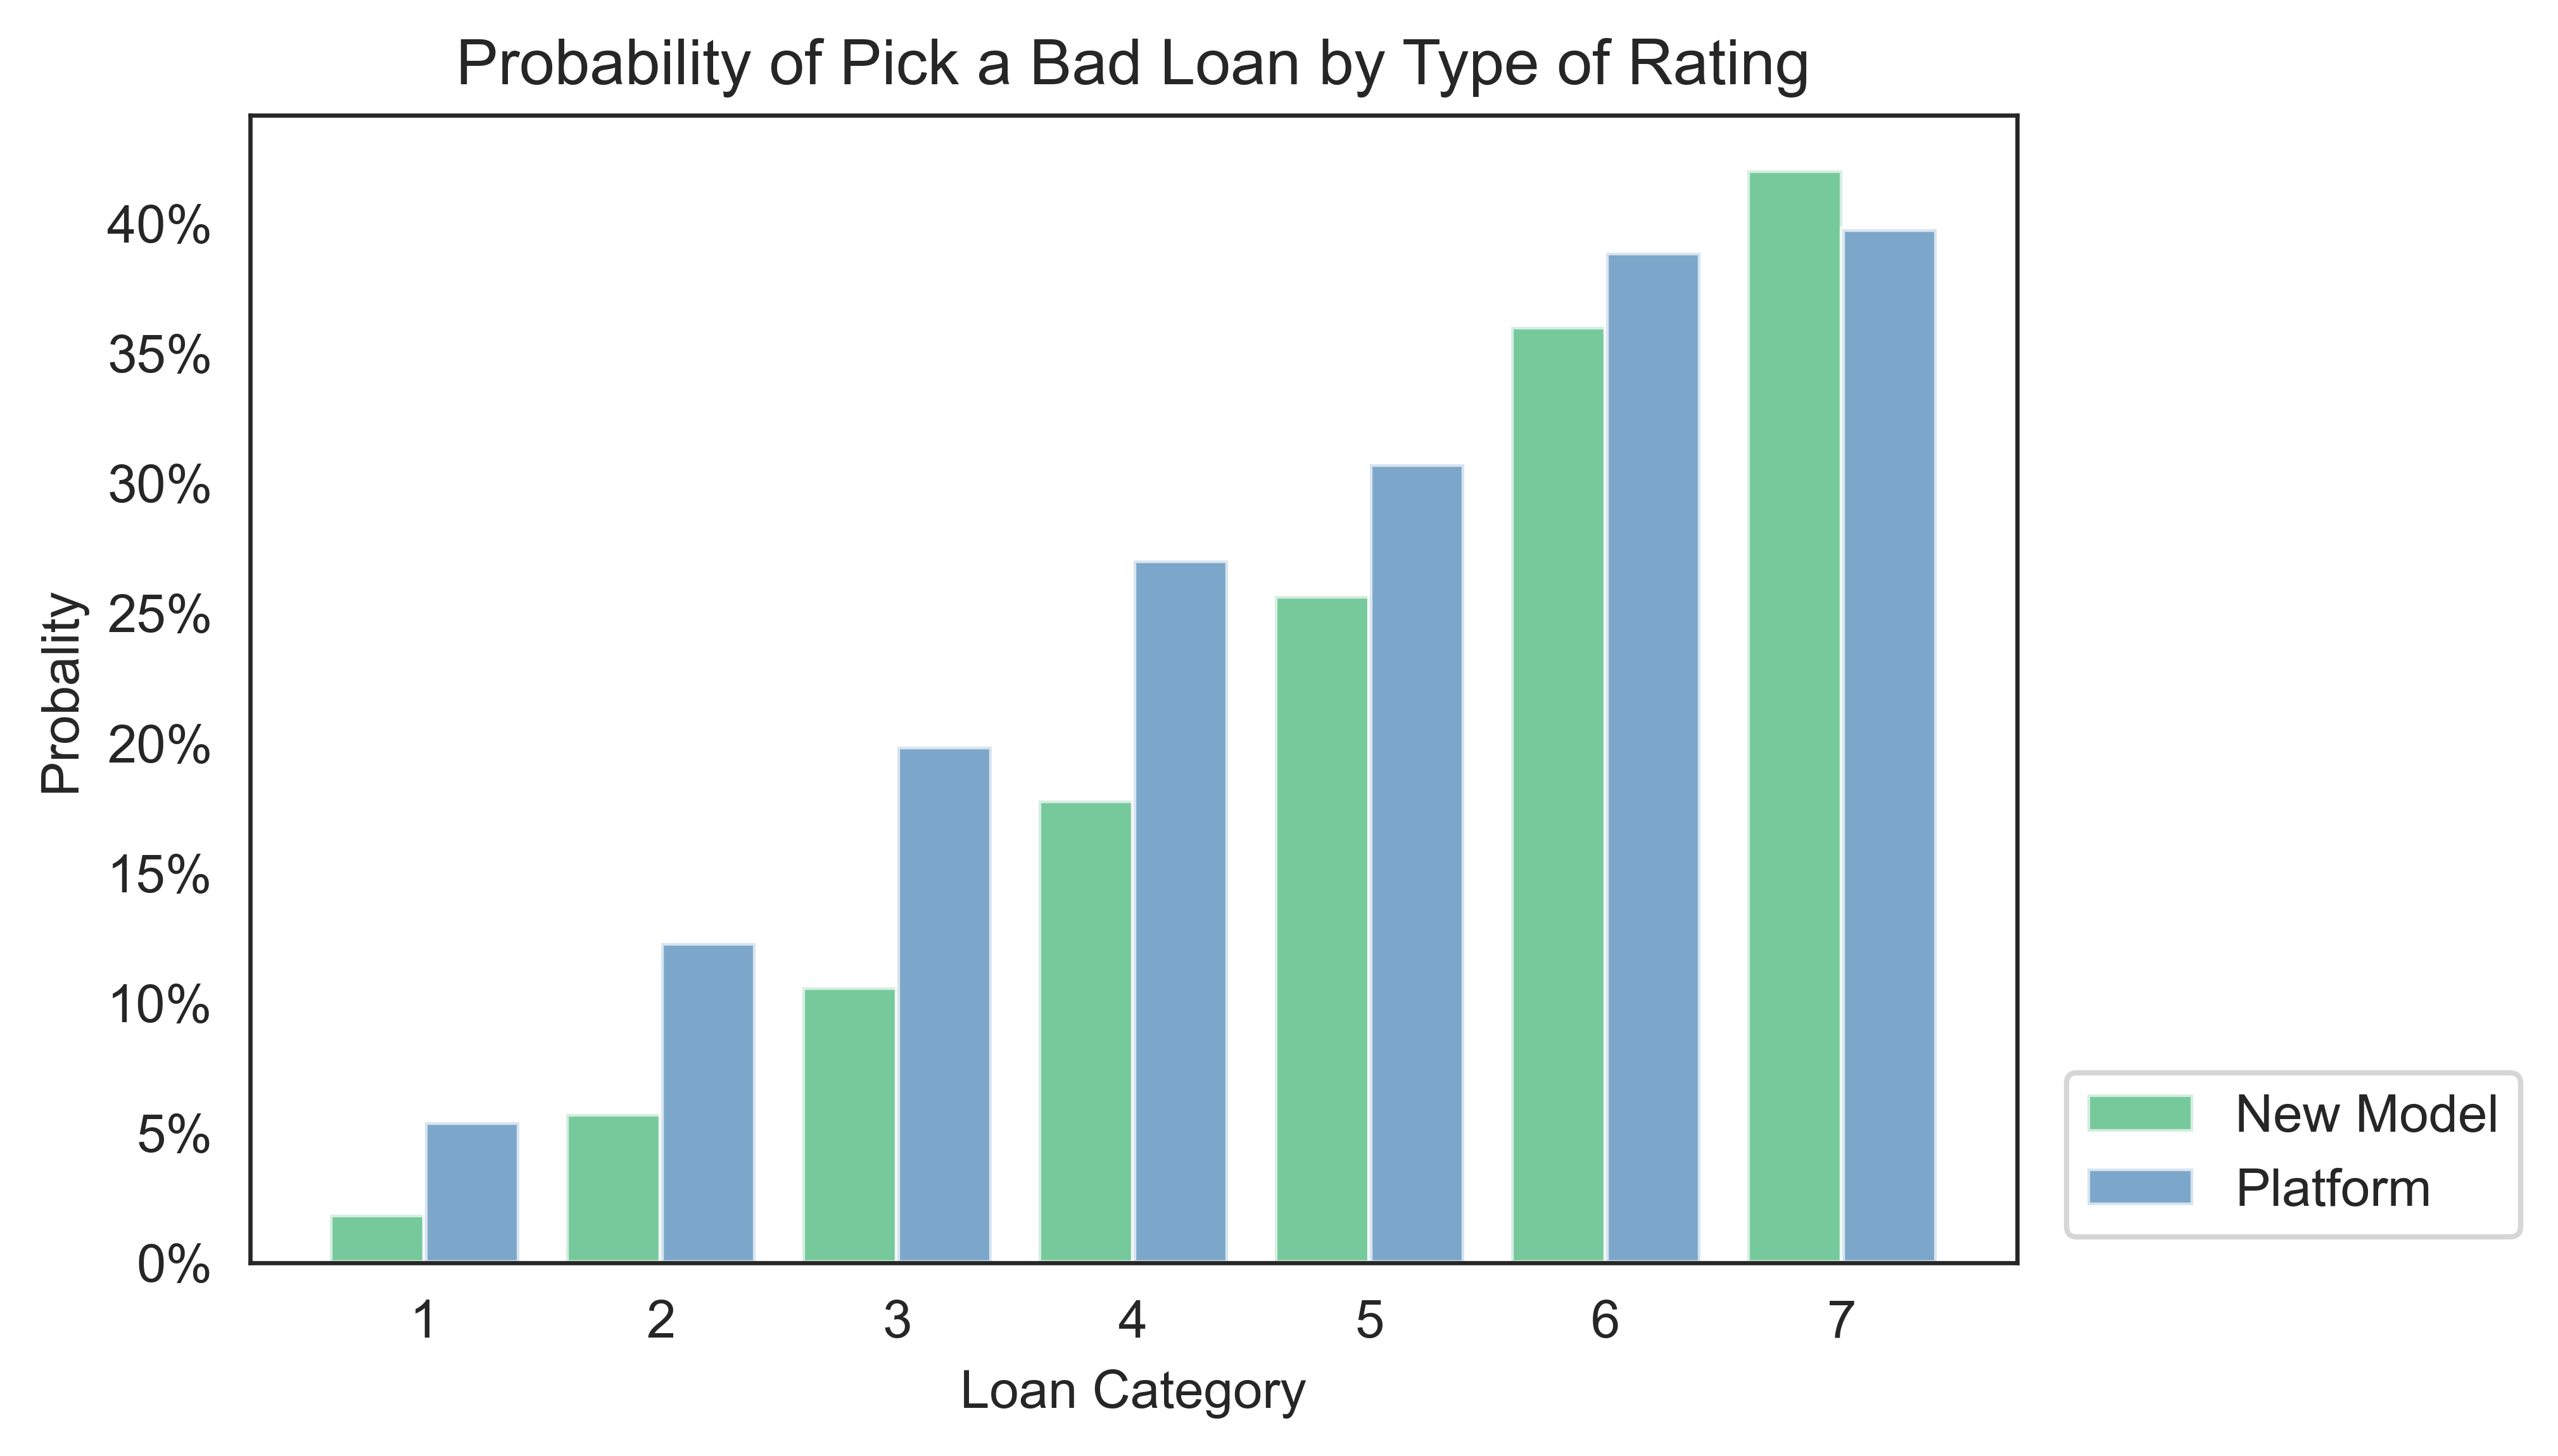 Probability of Pick a Bad Loan by Type of Rating
40%
35%
30%
25%
20%
15%
10%
5%
0%
Probality
1 2 3 4 5 6 7
Loan Category
New Model
Platform